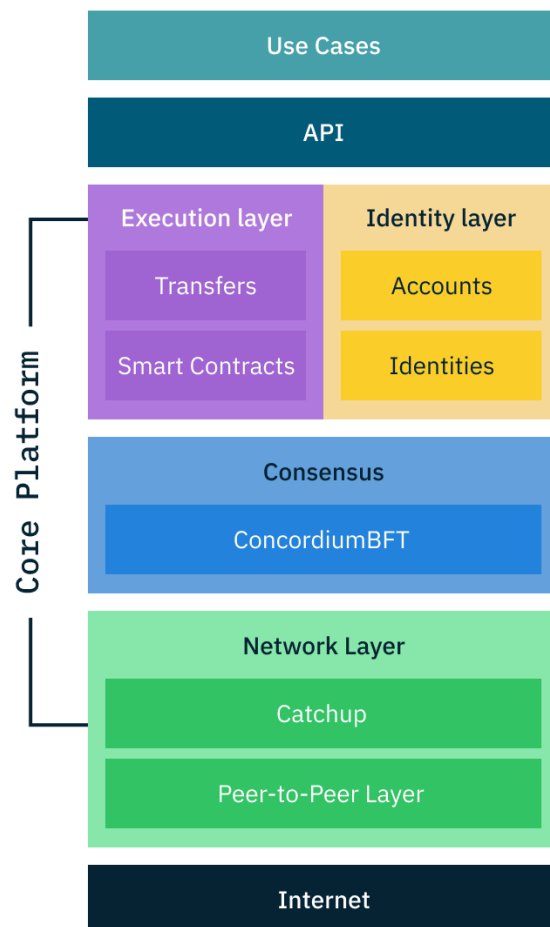 Use Cases
API
Execution layer
Transfers
Smart Contracts
Identity layer
Accounts
Identities
Core Platform
Consensus
ConcordiumBFT
Network Layer
Catchup
Peer-to-Peer Layer
Internet